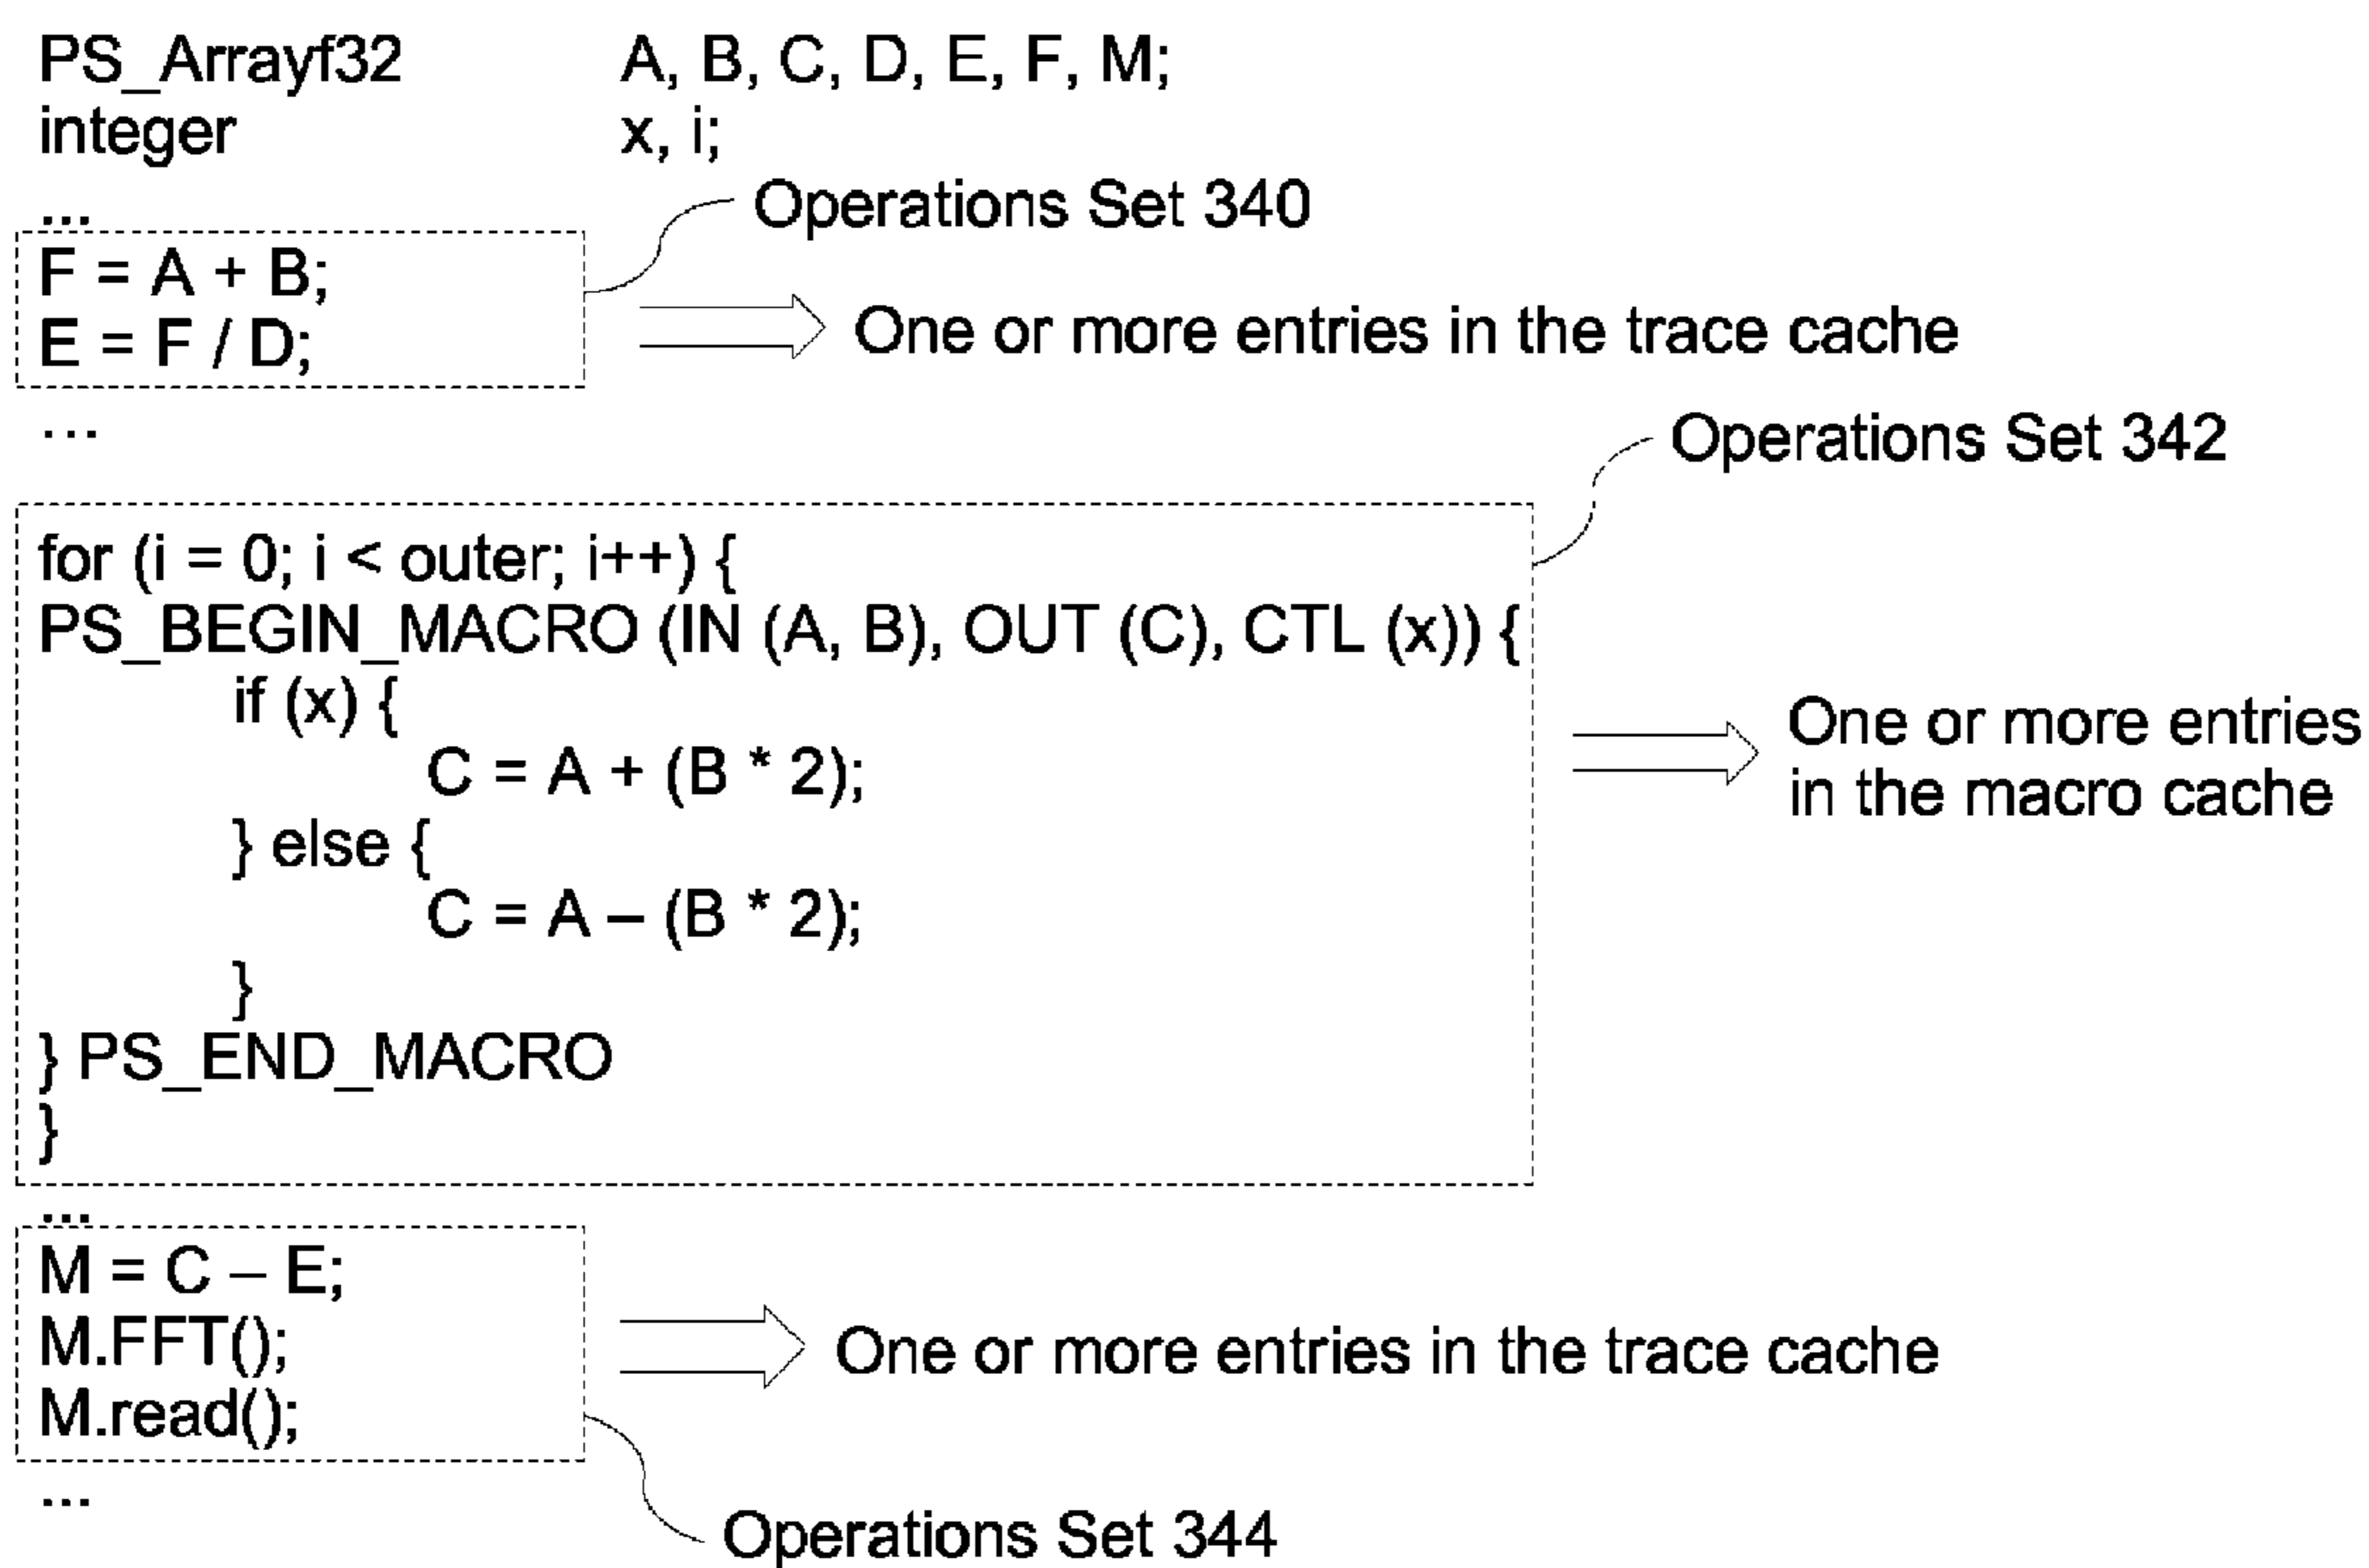 PS_Arrayf32 A, B, C, D, E, F, M;
integer x, i;
...
Operations Set 340
F = A + B;
E = F / D;
One or more entries in the trace cache
...
Operations Set 342
for (i = 0; i < outer; i++) {
PS_BEGIN_MACRO (IN (A, B), OUT (C), CTL (x)) {
if (x) {
C = A + (B * 2);
} else {
C = A – (B * 2);
}
} PS_END_MACRO
}
One or more entries
in the macro cache
...
M = C – E;
M.FFT();
M.read();
One or more entries in the trace cache
...
Operations Set 344